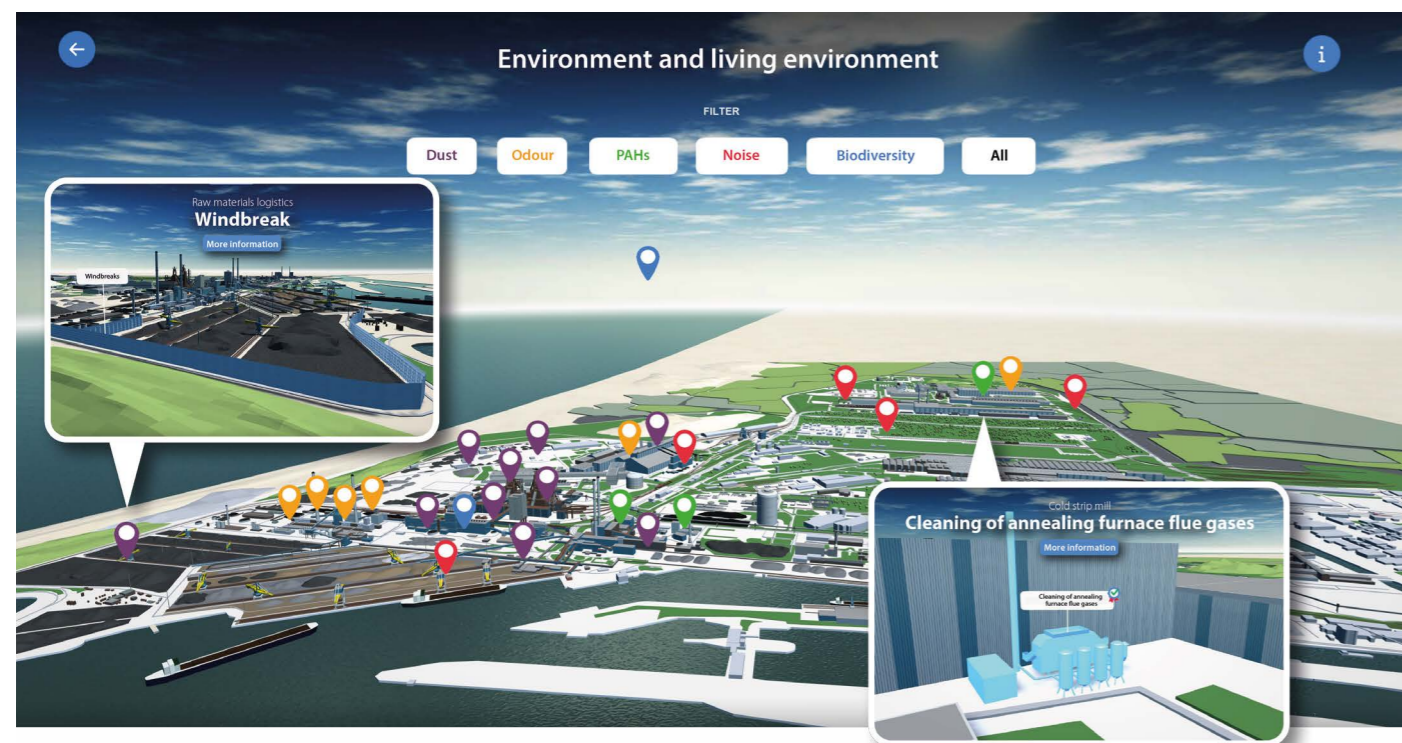 Environment and living environment
i
FILTER
Dust
Odour
PAHs
Noise
Biodiversity
All
Raw materials logistics
Windbreak
More information
Windbreaks
Cold strip mill
Cleaning of annealing furnace flue gases
More information
Cleaning of annealing
furnace flue gases